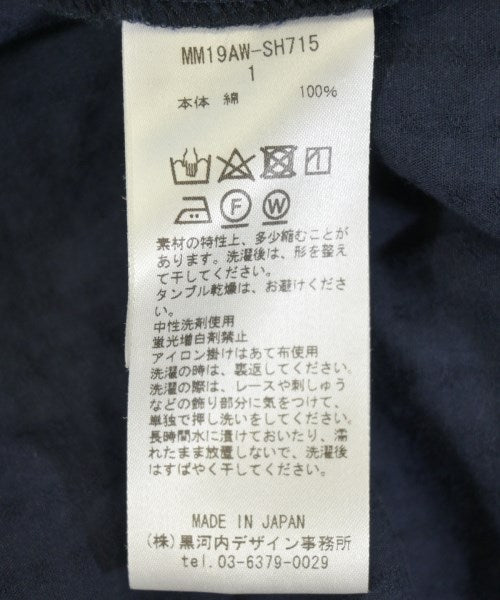 MM19AW-SH715
1
本体 綿 100%
F W
素材の特性上、多少縮むことが
あります。洗濯後は、形を整え
て干してください。
タンブル乾燥は、お避けくださ
い。
中性洗剤使用
蛍光増白剤禁止
アイロン掛けはあて布使用
洗濯の時は、裏返してください。
洗濯の際は、レースや刺しゅう
などの飾り部分に気をつけて、
単独で押し洗いをしてください。
長時間水に漬けておいたり、濡
れたまま放置しないで、洗濯後
はすばやく干してください。
MADE IN JAPAN
(株)黒河内デザイン事務所
tel. 03-6379-0029